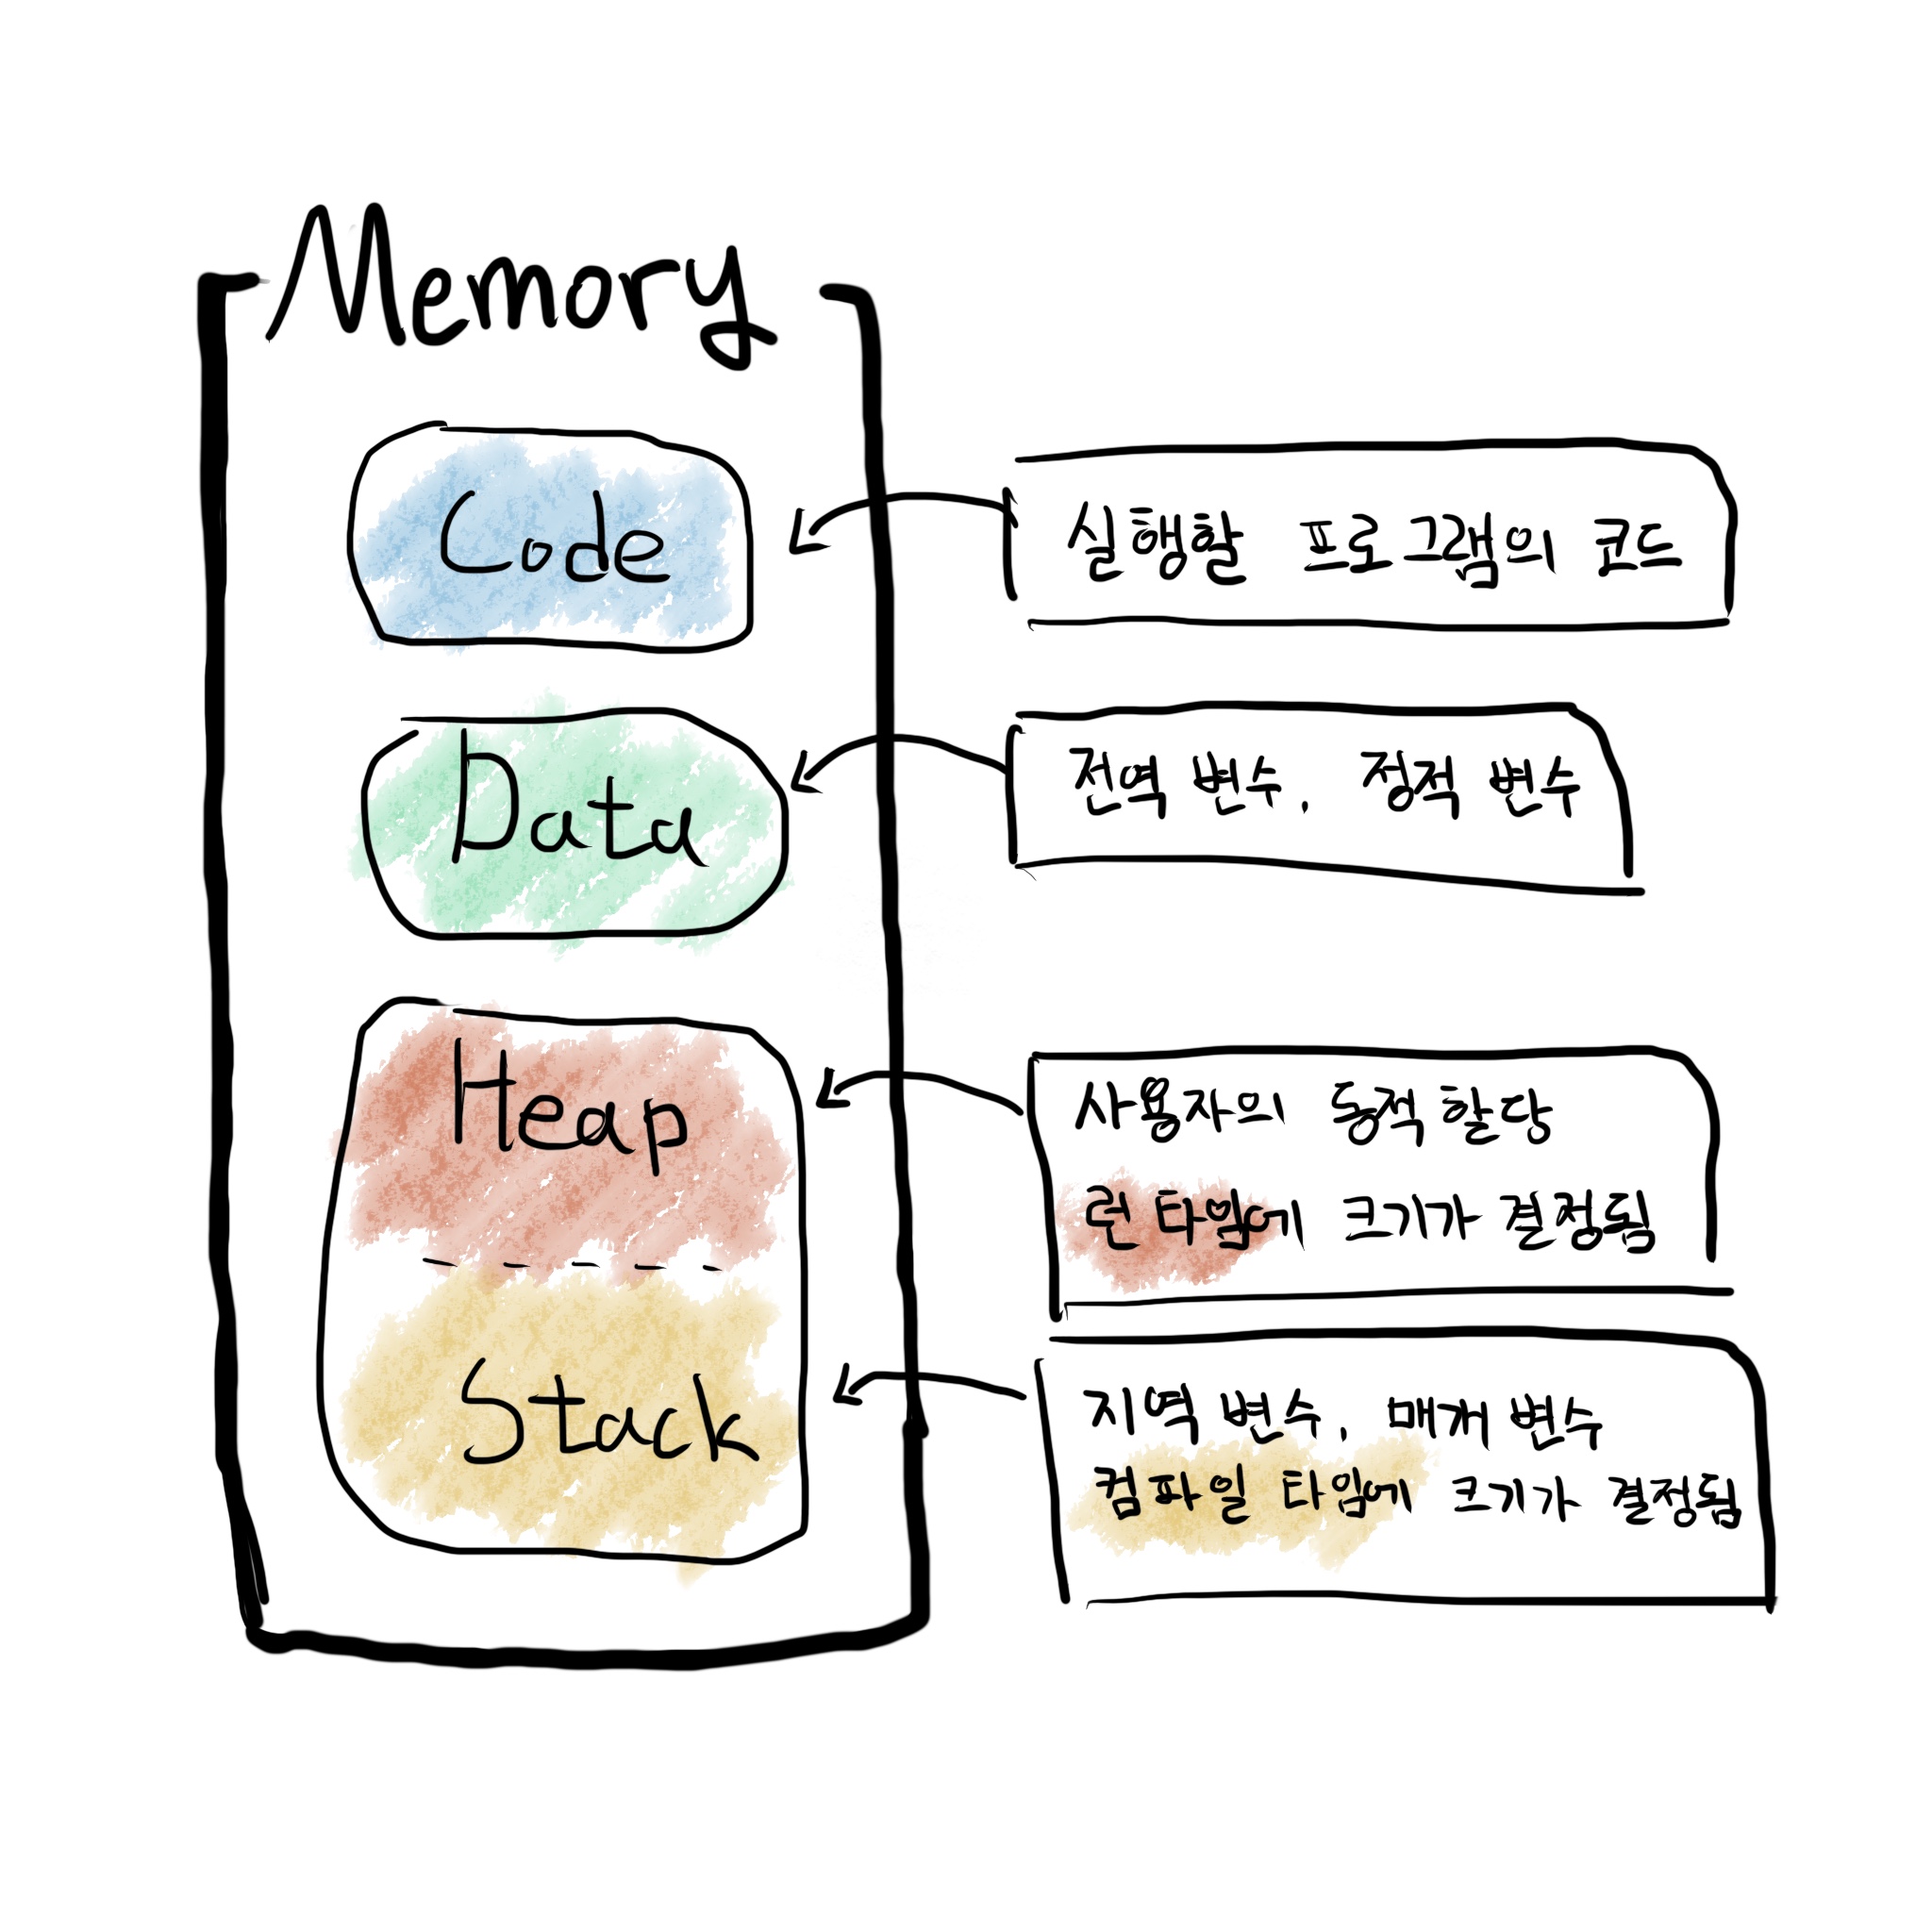 Memory
Code
실행할 프로그램의 코드
Data
전역 변수, 정적 변수
Heap
사용자의 동적 할당
런 타임에 크기가 결정됨
Stack
지역 변수, 매개 변수
컴파일 타임에 크기가 결정됨